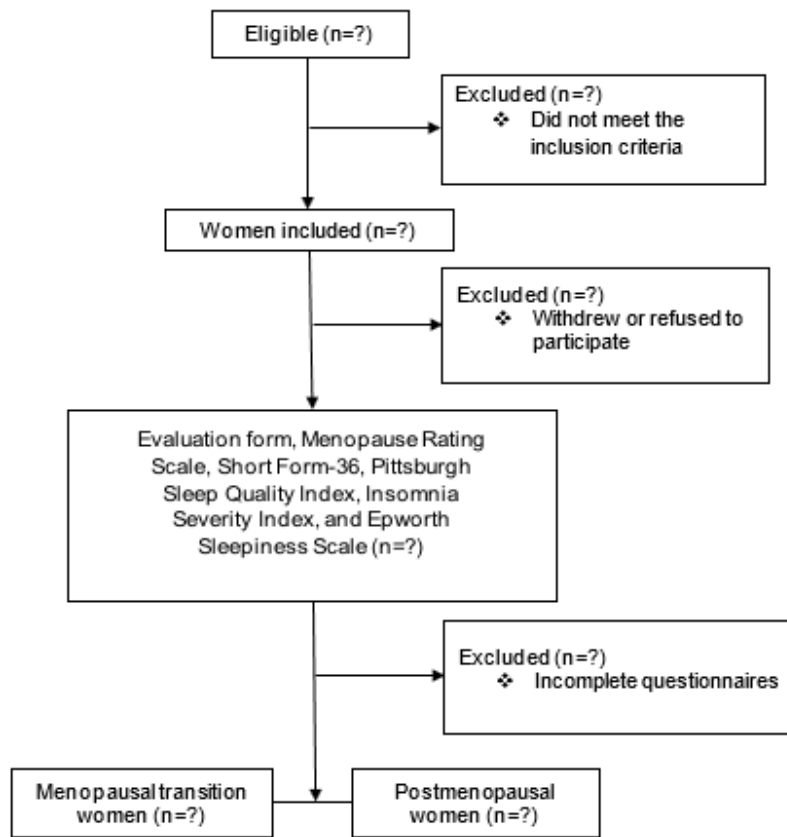 Eligible (n=?)
Excluded (n=?)
❖ Did not meet the
inclusion criteria
Women included (n=?)
Excluded (n=?)
❖ Withdrew or refused to
participate
Evaluation form, Menopause Rating
Scale, Short Form-36, Pittsburgh
Sleep Quality Index, Insomnia
Severity Index, and Epworth
Sleepiness Scale (n=?)
Excluded (n=?)
❖ Incomplete questionnaires
Menopausal transition
women (n=?)
Postmenopausal
women (n=?)